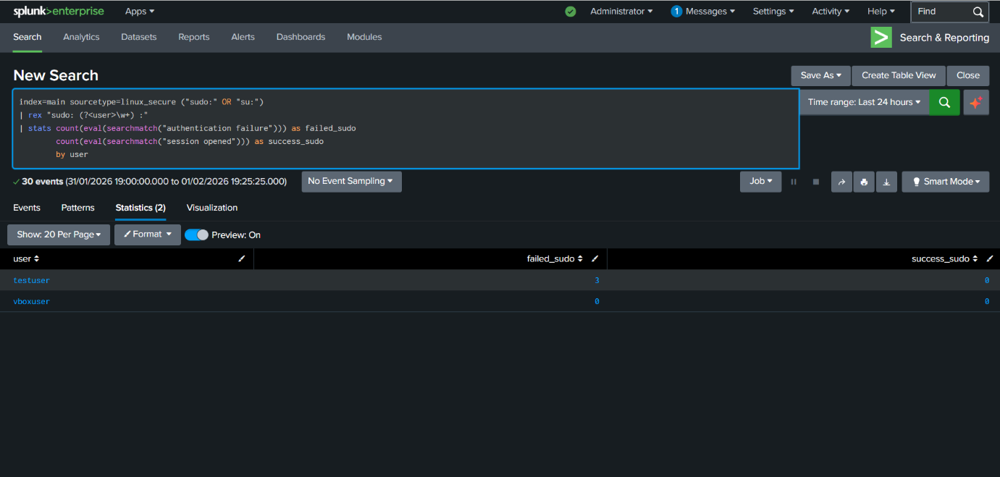 splunk>enterprise Apps Administrator 1 Messages Settings Activity Help Find
Search Analytics Datasets Reports Alerts Dashboards Modules > Search & Reporting
New Search Save As Create Table View Close
index=main sourcetype=linux_secure ("sudo:" OR "su:")
| rex "sudo: (?<user>\w+) :"
| stats count(eval(searchmatch("authentication failure"))) as failed_sudo
count(eval(searchmatch("session opened"))) as success_sudo
by user
Time range: Last 24 hours
30 events (31/01/2026 19:00:00.000 to 01/02/2026 19:25:25.000) No Event Sampling Job Smart Mode
Events Patterns Statistics (2) Visualization
Show: 20 Per Page Format Preview: On
user failed_sudo success_sudo
testuser 3 0
vboxuser 0 0